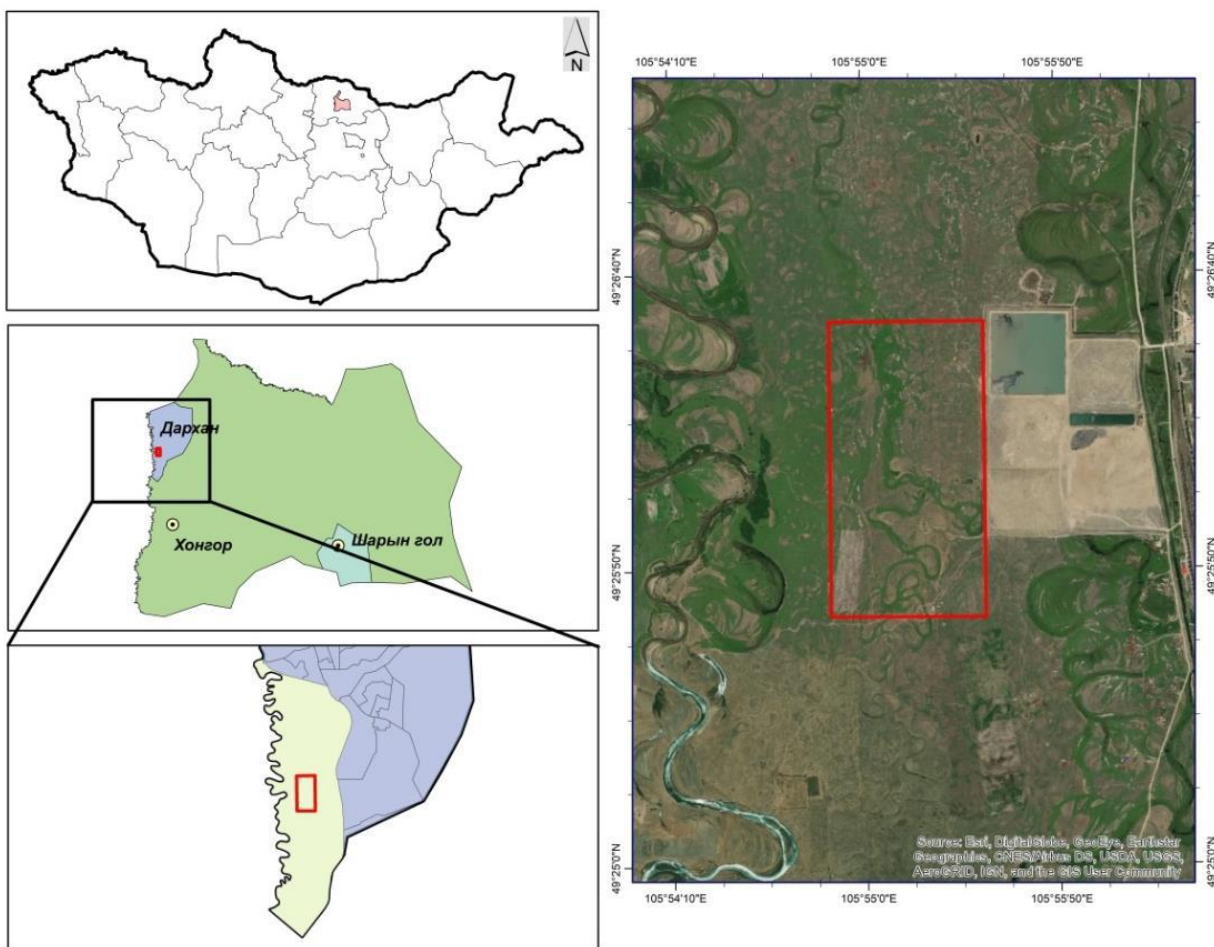 N
Дархан
Хонгор
Шарын гол
105°54'10"E
105°55'0"E
105°55'50"E
49°26'40"N
49°26'40"N
49°25'50"N
49°25'50"N
49°25'0"N
49°25'0"N
Source: Esri, DigitalGlobe, GeoEye, Earthstar
Geographics, CNES/Airbus DS, USDA, USGS,
AeroGRID, IGN, and the GIS User Community
105°54'10"E
105°55'0"E
105°55'50"E